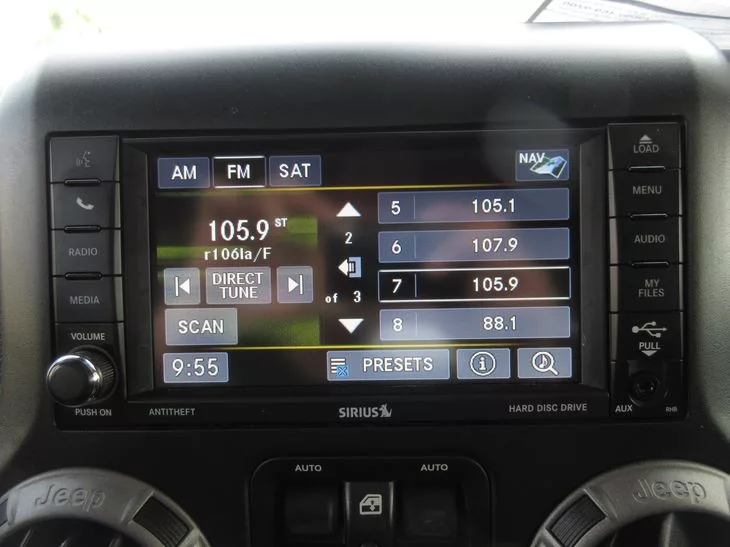 LOAD
AM FM SAT NAV
MENU
5 105.1
105.9 ST
2
6 107.9
r106la/F
RADIO
AUDIO
DIRECT TUNE
of 3
7 105.9
MEDIA
MY FILES
SCAN
8 88.1
VOLUME
PULL
9:55
PRESETS
i
PUSH ON
ANTITHEFT
SIRIUS
HARD DISC DRIVE
AUX
RHB
AUTO AUTO
Jeep Jeep